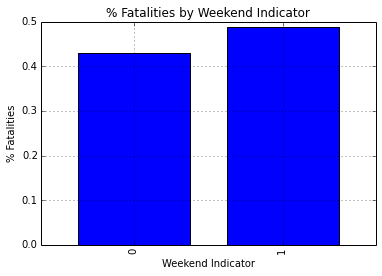 % Fatalities by Weekend Indicator
0.5
0.4
0.3
0.2
0.1
0.0
% Fatalities
0
1
Weekend Indicator